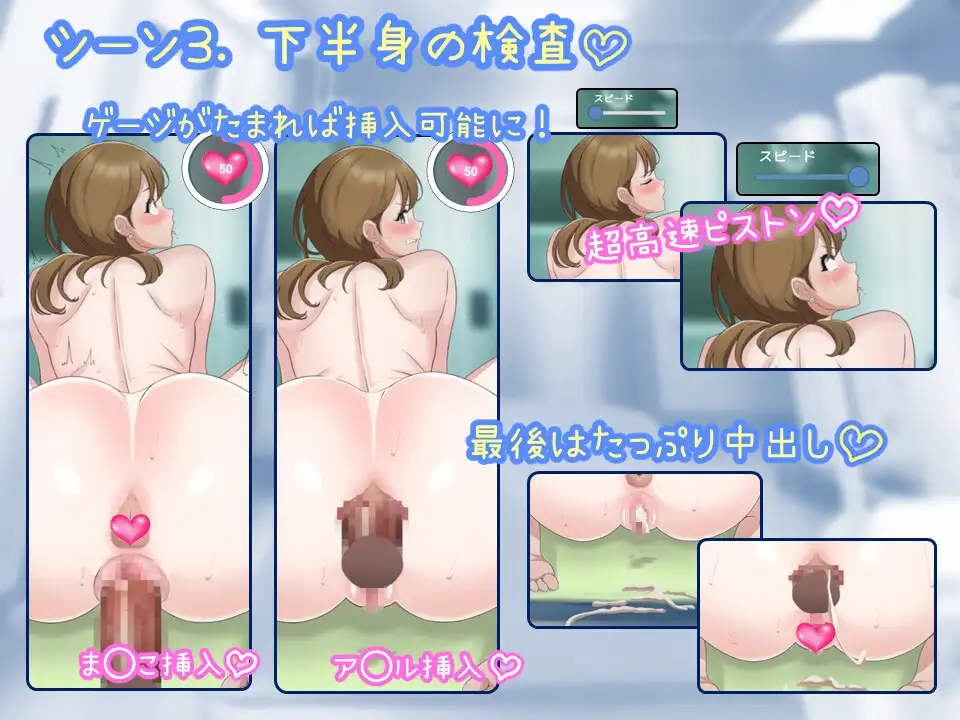 シーン3. 下半身の検査♡
ゲージがたまれば挿入可能に!
スピード
50
50
スピード
超高速ピストン♡
最後はたっぷり中出し♡
ま〇こ挿入♡
ア〇ル挿入♡